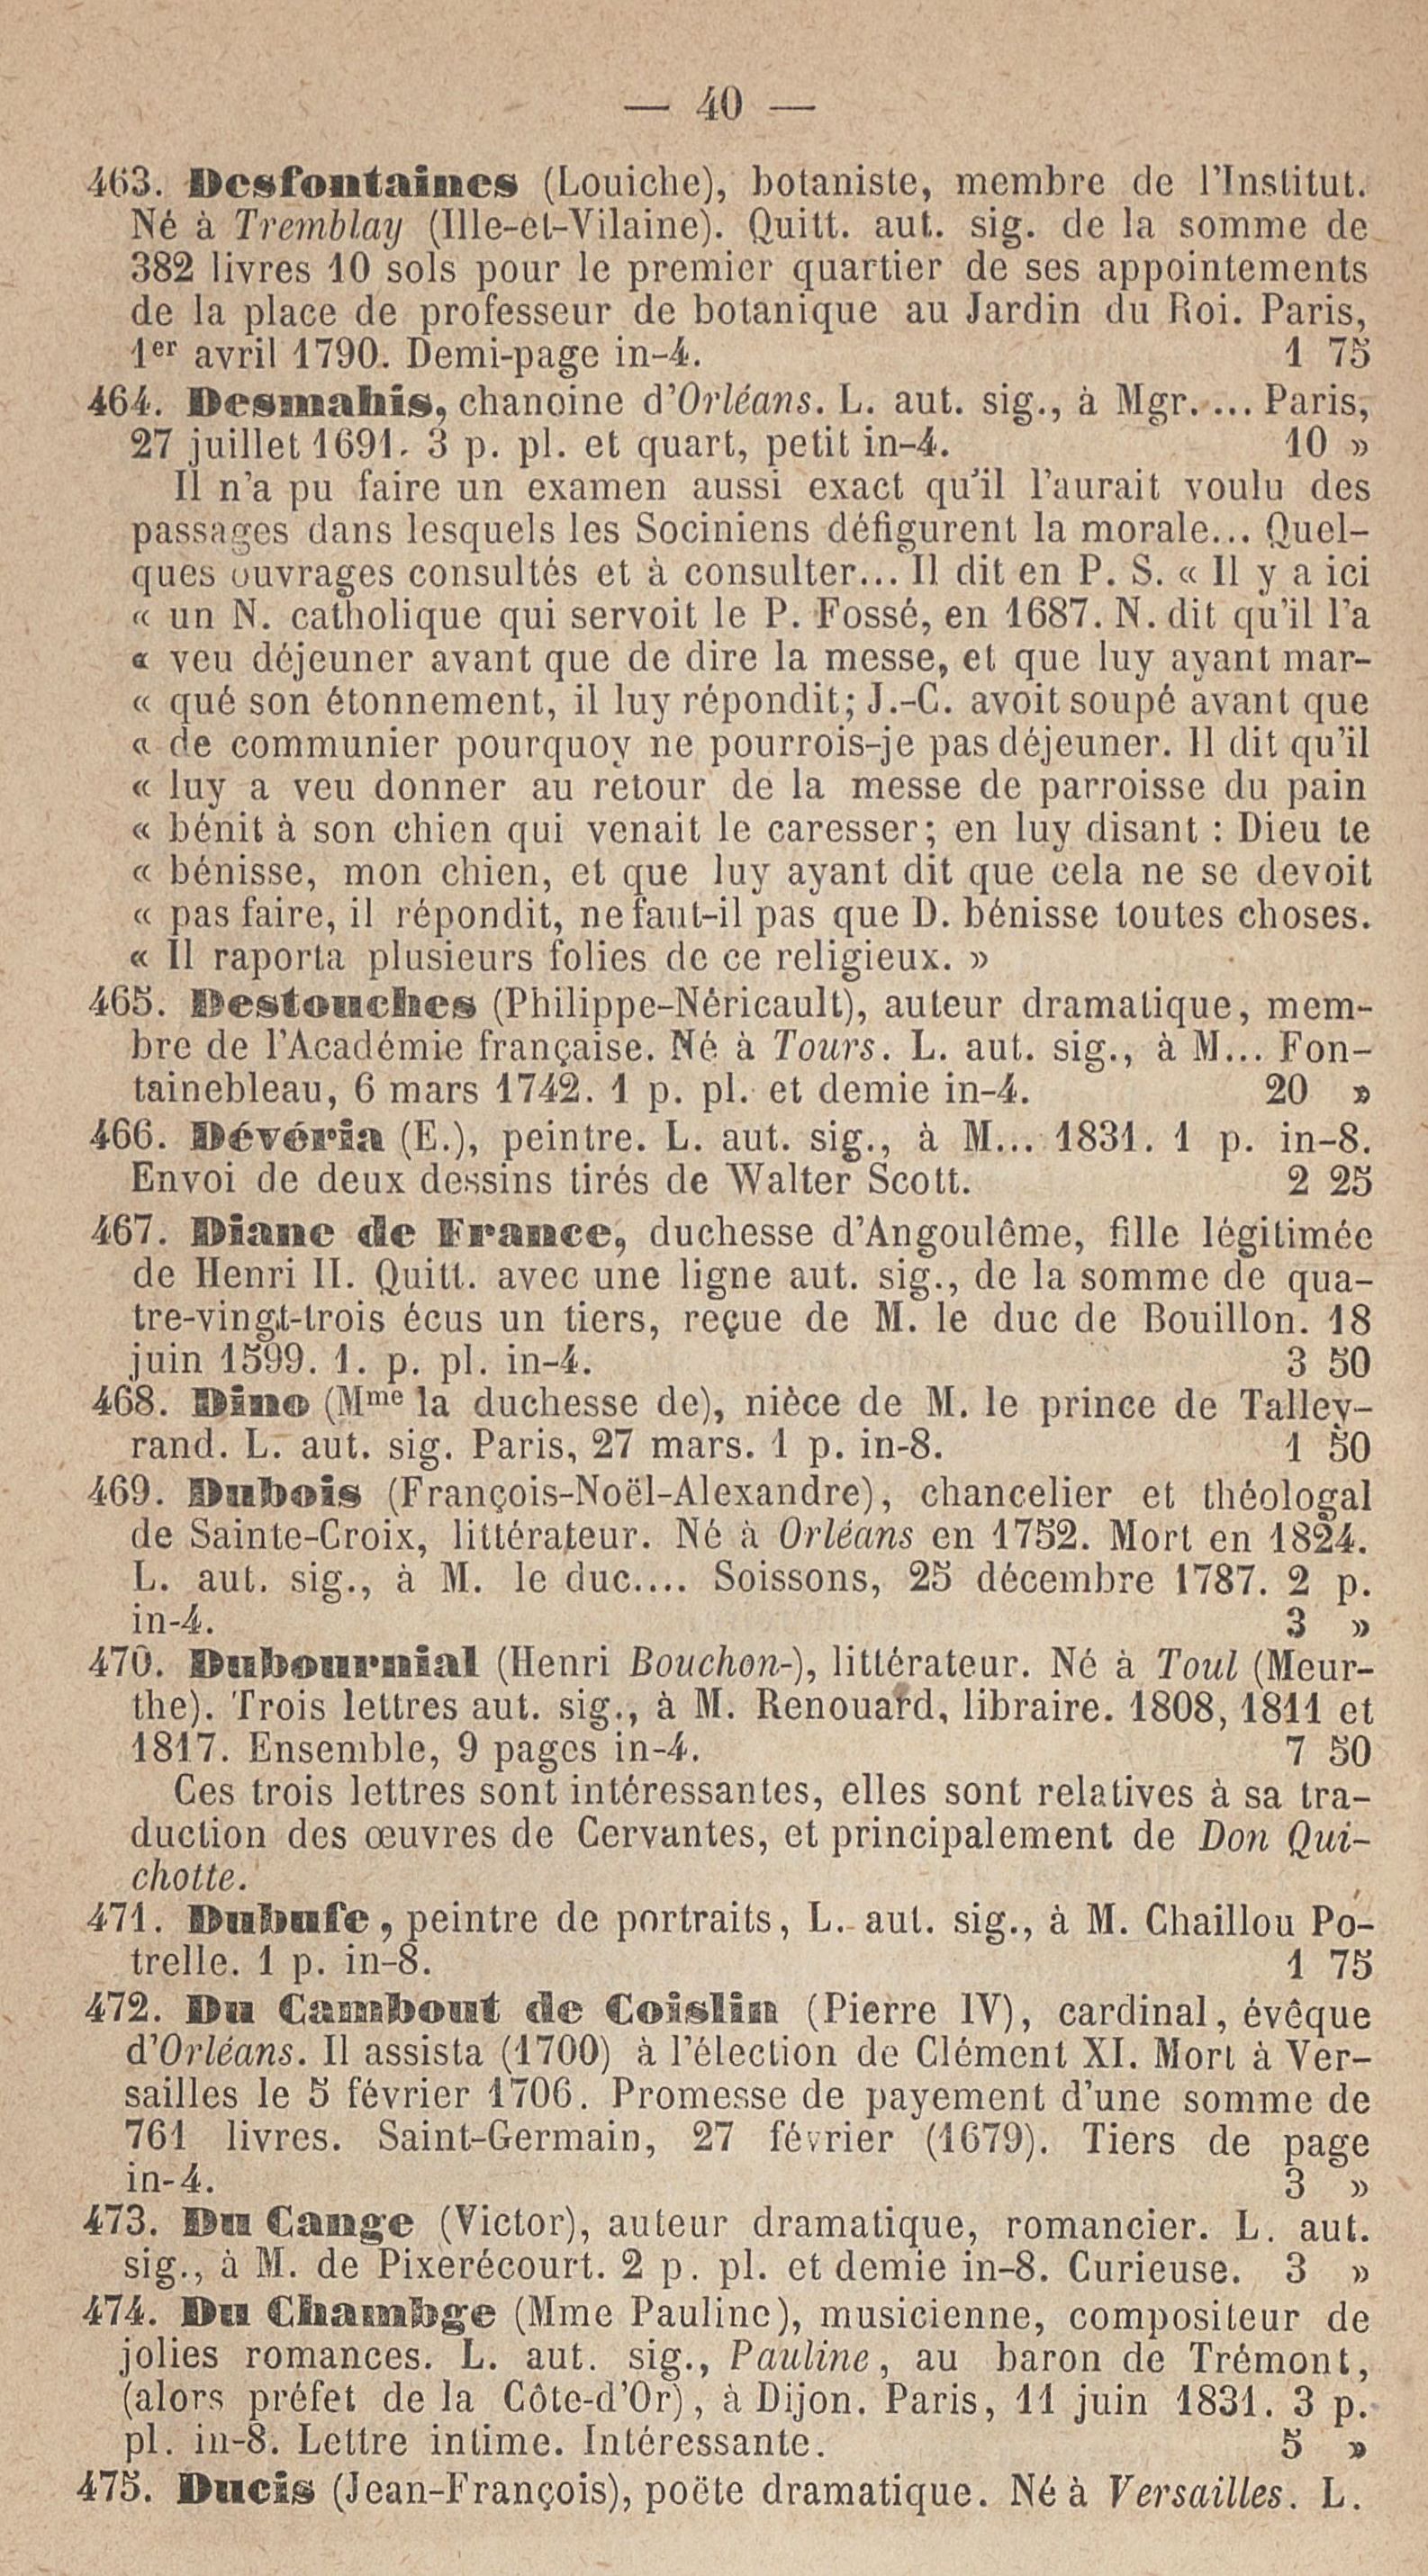 — 40 —
463. Desfontaines (Louiche), botaniste, membre de l'Institut.
Né à Tremblay (Ille-et-Vilaine). Quitt. aut. sig. de la somme de
382 livres 10 sols pour le premier quartier de ses appointements
de la place de professeur de botanique au Jardin du Roi. Paris,
1er avril 1790. Demi-page in-4. 1 75
464. Desmahis, chanoine d'Orléans. L. aut. sig., à Mgr. ... Paris,
27 juillet 1691. 3 p. pl. et quart, petit in-4. 10 »
Il n'a pu faire un examen aussi exact qu'il l'aurait voulu des
passages dans lesquels les Sociniens défigurent la morale... Quel-
ques ouvrages consultés et à consulter... Il dit en P. S. « Il y a ici
« un N. catholique qui servoit le P. Fossé, en 1687. N. dit qu'il l'a
« veu déjeuner avant que de dire la messe, et que luy ayant mar-
« qué son étonnement, il luy répondit; J.-C. avoit soupé avant que
« de communier pourquoy ne pourrois-je pas déjeuner. Il dit qu'il
« luy a veu donner au retour de la messe de parroisse du pain
« bénit à son chien qui venait le caresser; en luy disant : Dieu te
« bénisse, mon chien, et que luy ayant dit que cela ne se devoit
« pas faire, il répondit, ne faut-il pas que D. bénisse toutes choses.
« Il raporta plusieurs folies de ce religieux. »
465. Destouches (Philippe-Néricault), auteur dramatique, mem-
bre de l'Académie française. Né à Tours. L. aut. sig., à M... Fon-
tainebleau, 6 mars 1742. 1 p. pl. et demie in-4. 20 »
466. Dévéria (E.), peintre. L. aut. sig., à M... 1831. 1 p. in-8.
Envoi de deux dessins tirés de Walter Scott. 2 25
467. Diane de France, duchesse d'Angoulême, fille légitimée
de Henri II. Quitt. avec une ligne aut. sig., de la somme de qua-
tre-vingt-trois écus un tiers, reçue de M. le duc de Bouillon. 18
juin 1599. 1. p. pl. in-4. 3 50
468. Dino (Mme la duchesse de), nièce de M. le prince de Talley-
rand. L. aut. sig. Paris, 27 mars. 1 p. in-8. 1 50
469. Dubois (François-Noël-Alexandre), chancelier et théologal
de Sainte-Croix, littérateur. Né à Orléans en 1752. Mort en 1824.
L. aut. sig., à M. le duc.... Soissons, 25 décembre 1787. 2 p.
in-4. 3 »
470. Dubournial (Henri Bouchon-), littérateur. Né à Toul (Meur-
the). Trois lettres aut. sig., à M. Renouard, libraire. 1808, 1811 et
1817. Ensemble, 9 pages in-4. 7 50
Ces trois lettres sont intéressantes, elles sont relatives à sa tra-
duction des œuvres de Cervantes, et principalement de Don Qui-
chotte.
471. Dubufe, peintre de portraits, L. aut. sig., à M. Chaillou Po-
trelle. 1 p. in-8. 1 75
472. Du Cambout de Coislin (Pierre IV), cardinal, évêque
d'Orléans. Il assista (1700) à l'élection de Clément XI. Mort à Ver-
sailles le 5 février 1706. Promesse de payement d'une somme de
761 livres. Saint-Germain, 27 février (1679). Tiers de page
in-4. 3 »
473. Du Cange (Victor), auteur dramatique, romancier. L. aut.
sig., à M. de Pixerécourt. 2 p. pl. et demie in-8. Curieuse. 3 »
474. Du Chambge (Mme Pauline), musicienne, compositeur de
jolies romances. L. aut. sig., Pauline, au baron de Trémont,
(alors préfet de la Côte-d'Or), à Dijon. Paris, 11 juin 1831. 3 p.
pl. in-8. Lettre intime. Intéressante. 5 »
475. Ducis (Jean-François), poëte dramatique. Né à Versailles. L.